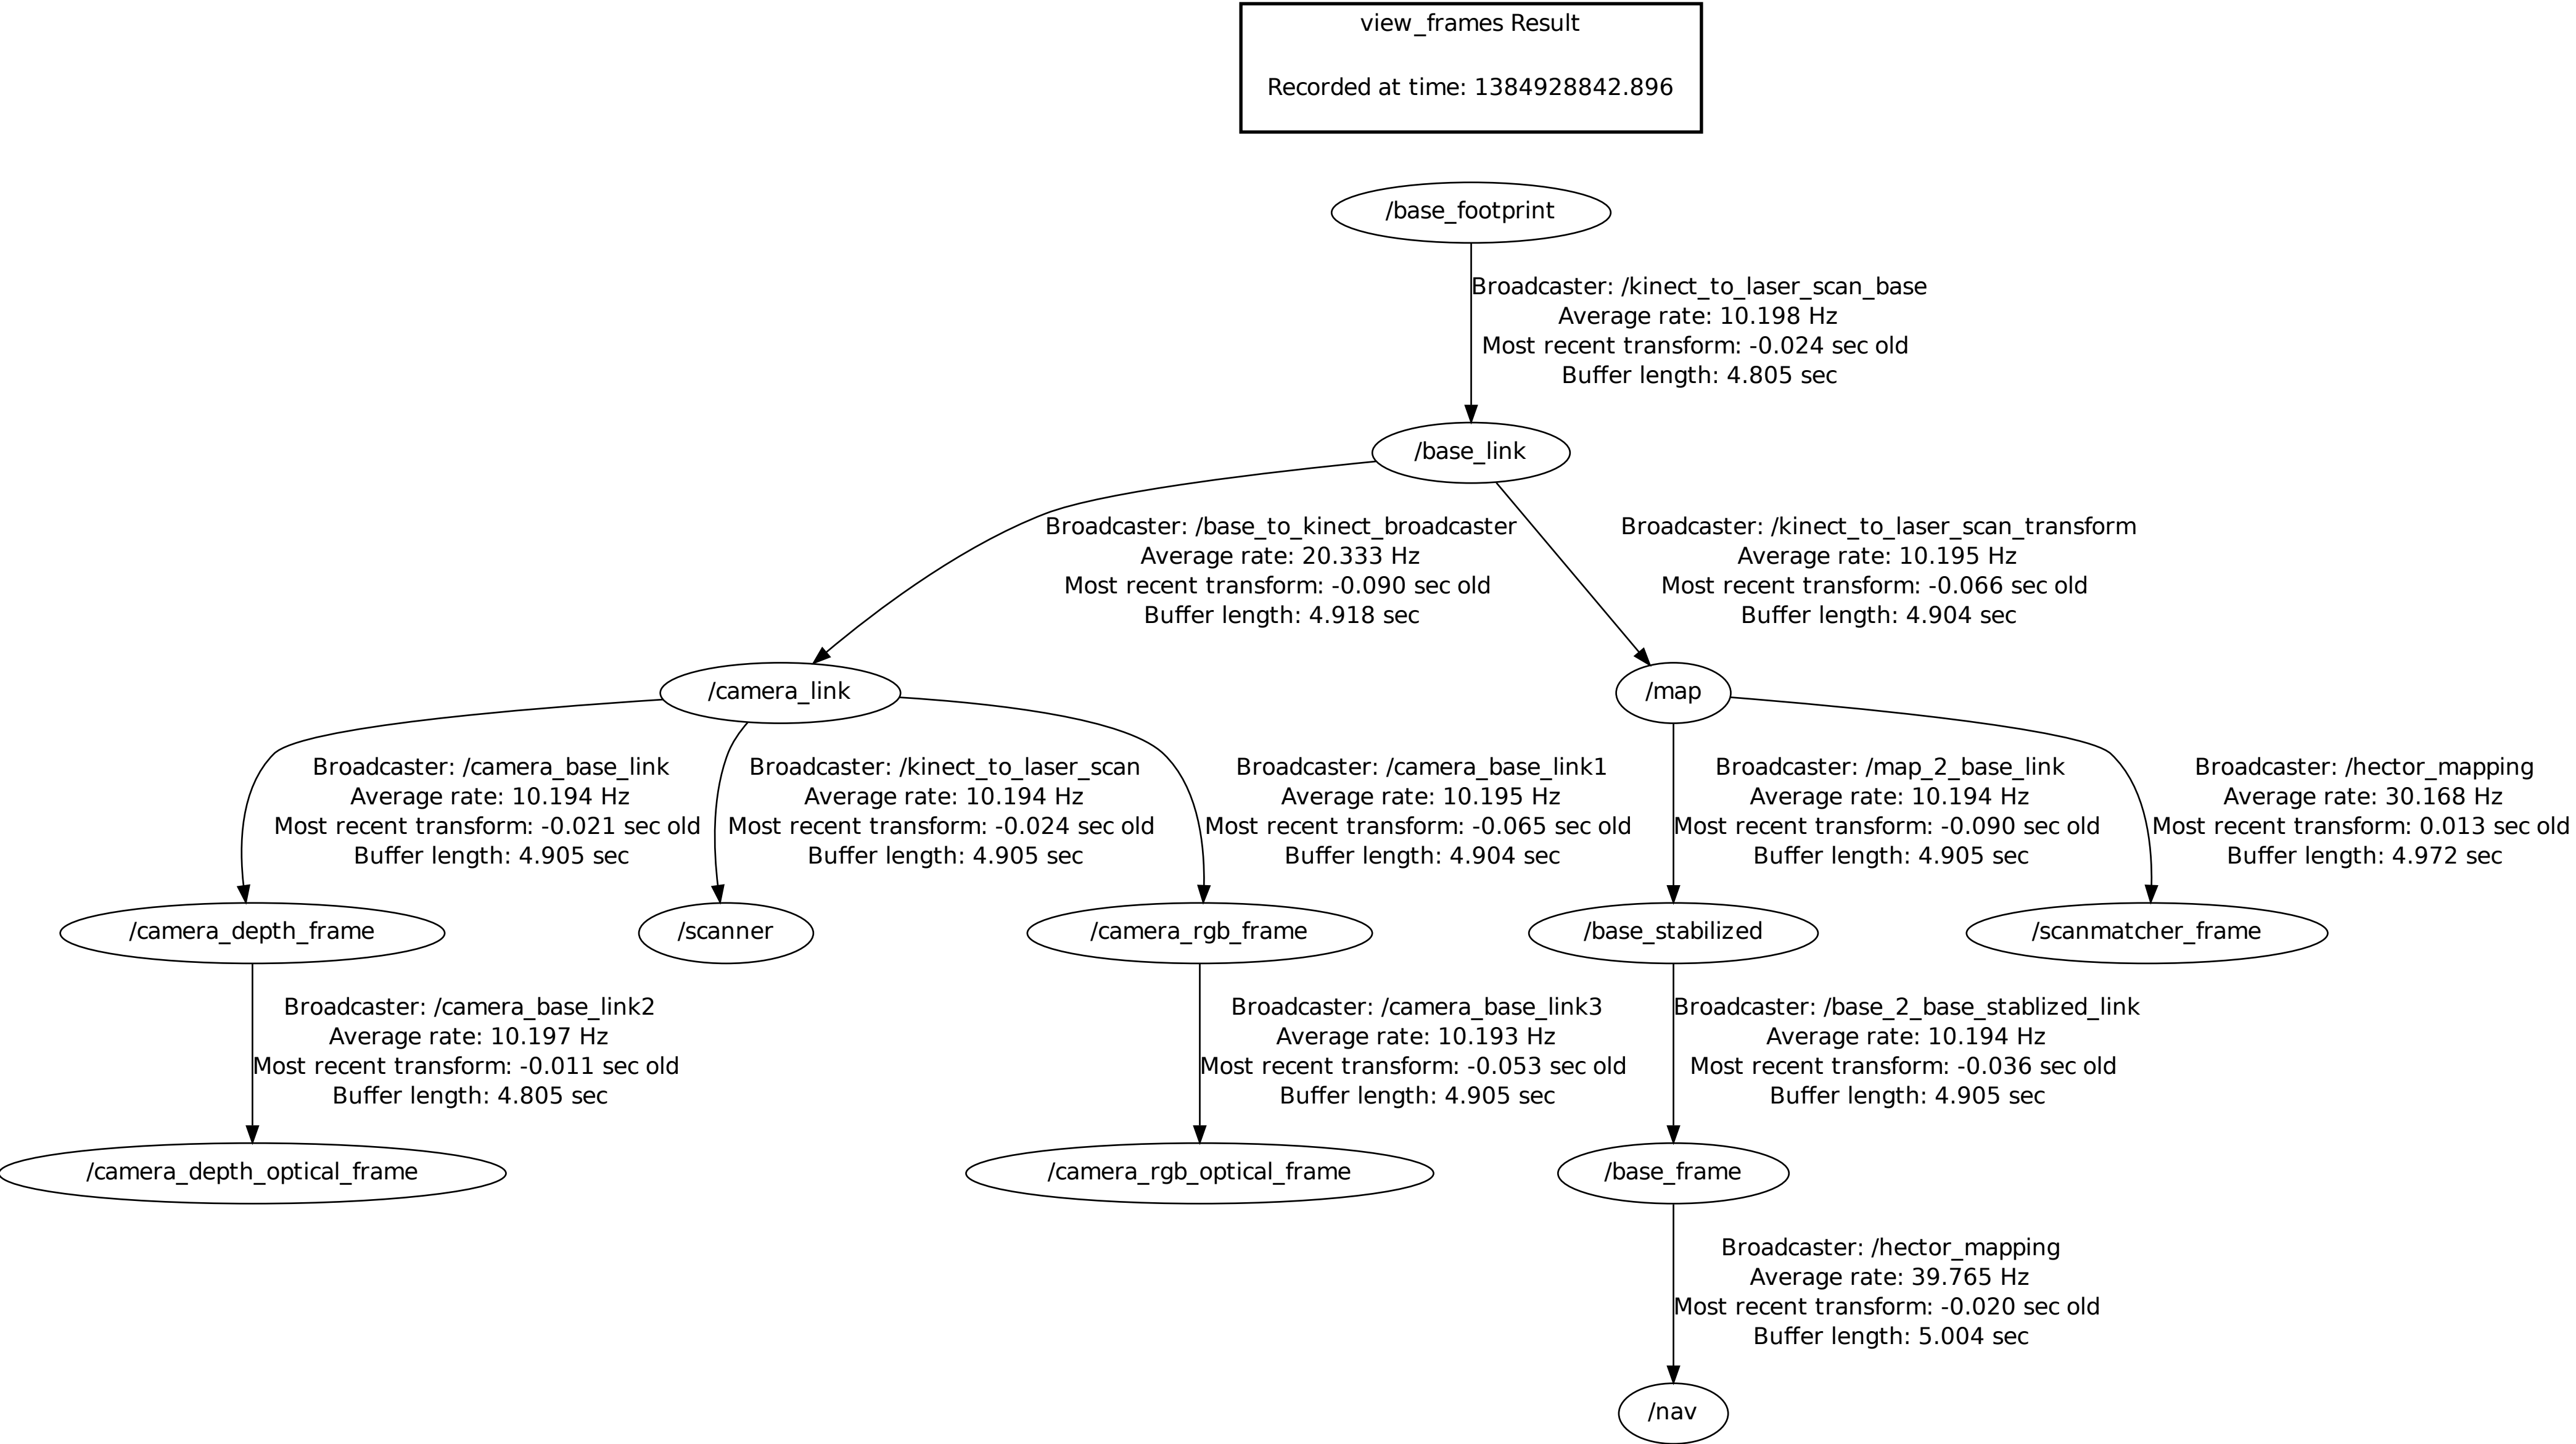 view_frames Result
Recorded at time: 1384928842.896
/base_footprint
Broadcaster: /kinect_to_laser_scan_base
Average rate: 10.198 Hz
Most recent transform: -0.024 sec old
Buffer length: 4.805 sec
/base_link
Broadcaster: /base_to_kinect_broadcaster
Average rate: 20.333 Hz
Most recent transform: -0.090 sec old
Buffer length: 4.918 sec
Broadcaster: /kinect_to_laser_scan_transform
Average rate: 10.195 Hz
Most recent transform: -0.066 sec old
Buffer length: 4.904 sec
/camera_link
/map
Broadcaster: /camera_base_link
Average rate: 10.194 Hz
Most recent transform: -0.021 sec old
Buffer length: 4.905 sec
Broadcaster: /kinect_to_laser_scan
Average rate: 10.194 Hz
Most recent transform: -0.024 sec old
Buffer length: 4.905 sec
Broadcaster: /camera_base_link1
Average rate: 10.195 Hz
Most recent transform: -0.065 sec old
Buffer length: 4.904 sec
Broadcaster: /map_2_base_link
Average rate: 10.194 Hz
Most recent transform: -0.090 sec old
Buffer length: 4.905 sec
Broadcaster: /hector_mapping
Average rate: 30.168 Hz
Most recent transform: 0.013 sec old
Buffer length: 4.972 sec
/camera_depth_frame
/scanner
/camera_rgb_frame
/base_stabilized
/scanmatcher_frame
Broadcaster: /camera_base_link2
Average rate: 10.197 Hz
Most recent transform: -0.011 sec old
Buffer length: 4.805 sec
Broadcaster: /camera_base_link3
Average rate: 10.193 Hz
Most recent transform: -0.053 sec old
Buffer length: 4.905 sec
Broadcaster: /base_2_base_stablized_link
Average rate: 10.194 Hz
Most recent transform: -0.036 sec old
Buffer length: 4.905 sec
/camera_depth_optical_frame
/camera_rgb_optical_frame
/base_frame
Broadcaster: /hector_mapping
Average rate: 39.765 Hz
Most recent transform: -0.020 sec old
Buffer length: 5.004 sec
/nav